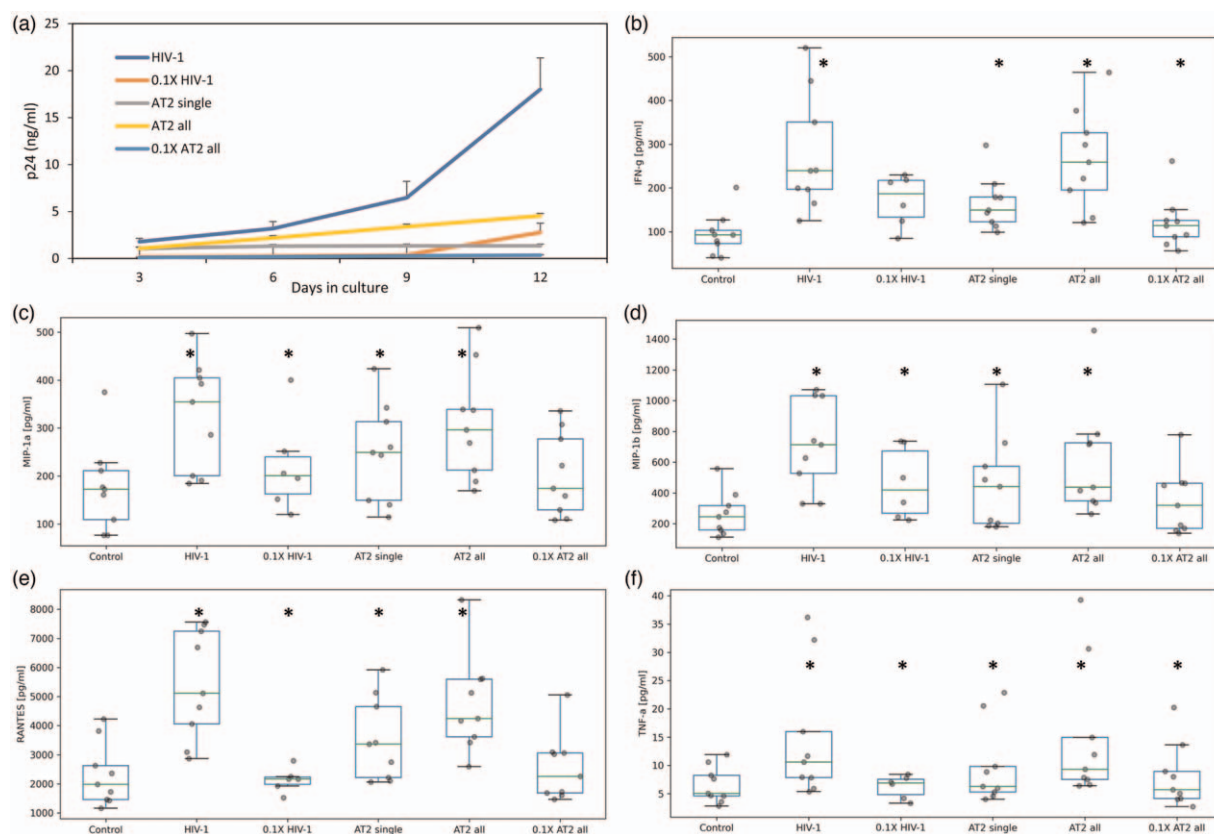 (a)
25
20
15
10
5
0
p24 (ng/ml)
HIV-1
0.1X HIV-1
AT2 single
AT2 all
0.1X AT2 all
3 6 9 12
Days in culture
(b)
500
400
300
200
100
IFN-g [pg/ml]
* * * *
Control HIV-1 0.1X HIV-1 AT2 single AT2 all 0.1X AT2 all
(c)
500
400
300
200
100
MIP-1a [pg/ml]
* * * *
Control HIV-1 0.1X HIV-1 AT2 single AT2 all 0.1X AT2 all
(d)
1400
1200
1000
800
600
400
200
MIP-1b [pg/ml]
* * * *
Control HIV-1 0.1X HIV-1 AT2 single AT2 all 0.1X AT2 all
(e)
8000
7000
6000
5000
4000
3000
2000
1000
RANTES [pg/ml]
* * * *
Control HIV-1 0.1X HIV-1 AT2 single AT2 all 0.1X AT2 all
(f)
40
35
30
25
20
15
10
5
TNF-a [pg/ml]
* * * * *
Control HIV-1 0.1X HIV-1 AT2 single AT2 all 0.1X AT2 all